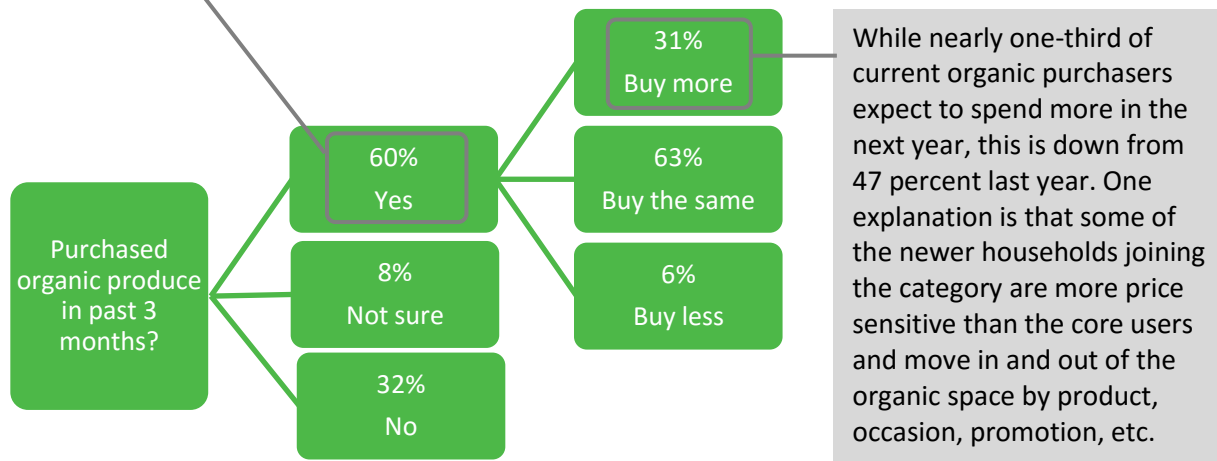 Purchased
organic produce
in past 3
months?
60%
Yes
8%
Not sure
32%
No
31%
Buy more
63%
Buy the same
6%
Buy less
While nearly one-third of
current organic purchasers
expect to spend more in the
next year, this is down from
47 percent last year. One
explanation is that some of
the newer households joining
the category are more price
sensitive than the core users
and move in and out of the
organic space by product,
occasion, promotion, etc.